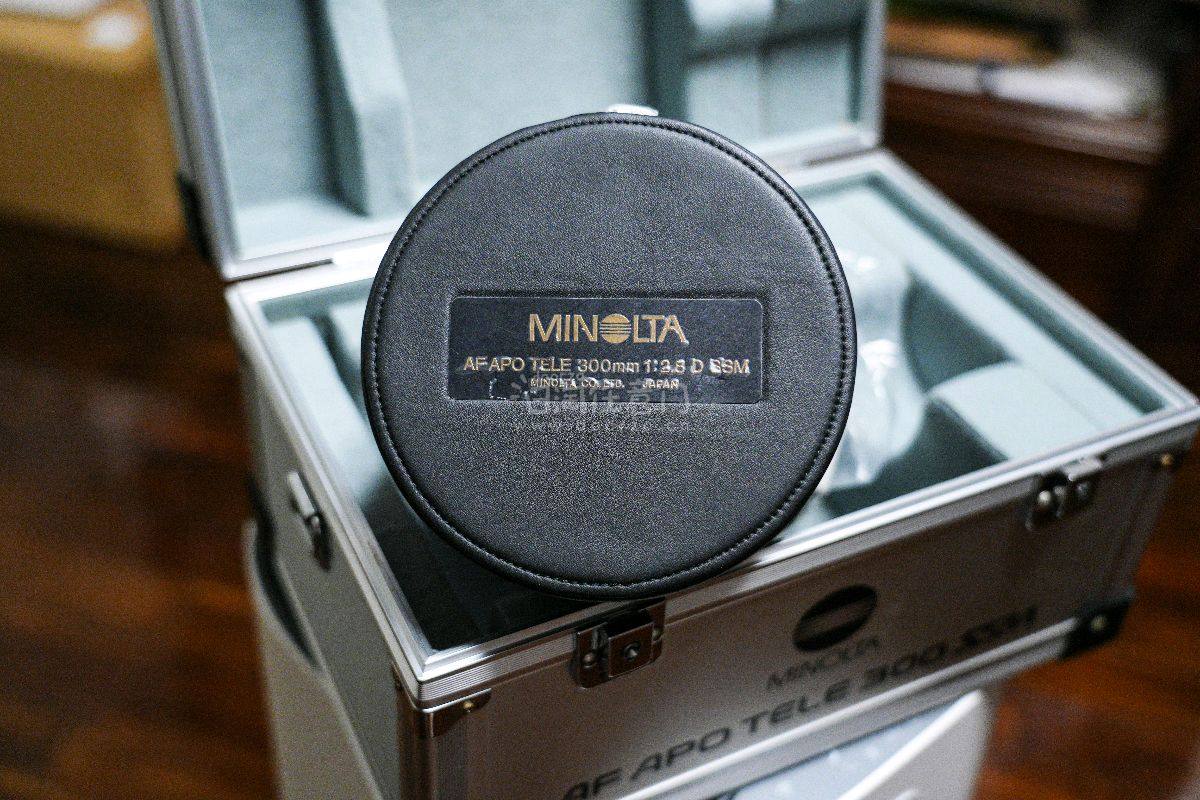 MINOLTA
AF APO TELE 300mm 1:2.8 D SSM
MINOLTA CO., LTD. JAPAN
MINOLTA
AF APO TELE 300 SSM